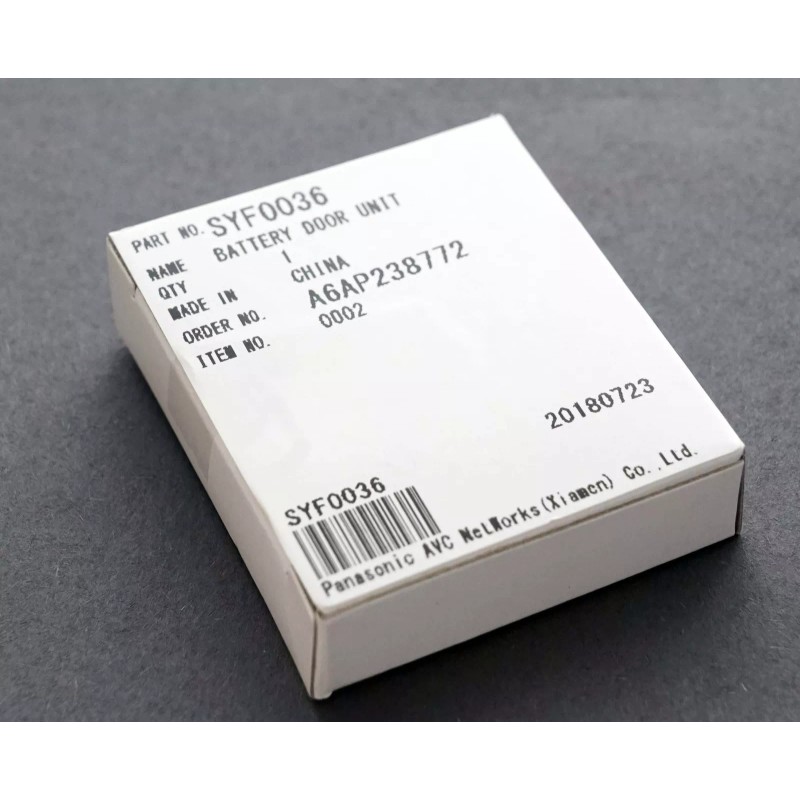 PART NO. SYF0036
NAME BATTERY DOOR UNIT
QTY 1
MADE IN CHINA
ORDER NO. A6AP238772
ITEM NO. 0002
20180723
SYF0036
Panasonic AVC NetWorks(Xiamen) Co.,Ltd.